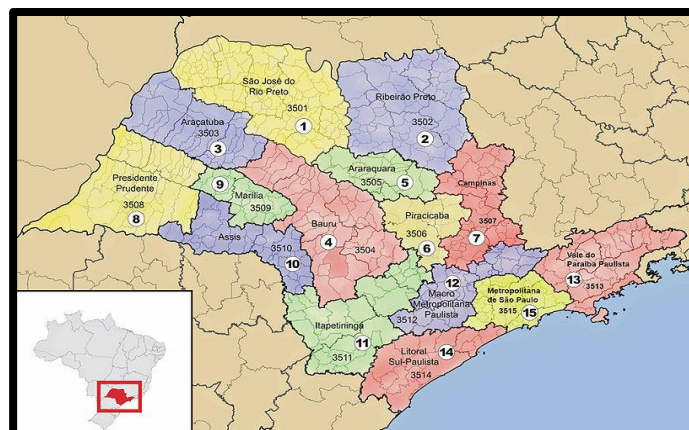 São José do
Rio Preto
3501
1
Ribeirão Preto
3502
2
Araçatuba
3503
3
Presidente
Prudente
3508
8
9
Marília
3509
Araraquara
3505
5
Campinas
3507
7
Bauru
4
3504
Piracicaba
3506
6
Assis
3510
10
12
Macro
Metropolitana
Paulista
3512
Vale do
Paraíba Paulista
13
3513
Metropolitana
de São Paulo
3515
15
Itapetininga
11
3511
Litoral
Sul-Paulista
14
3514